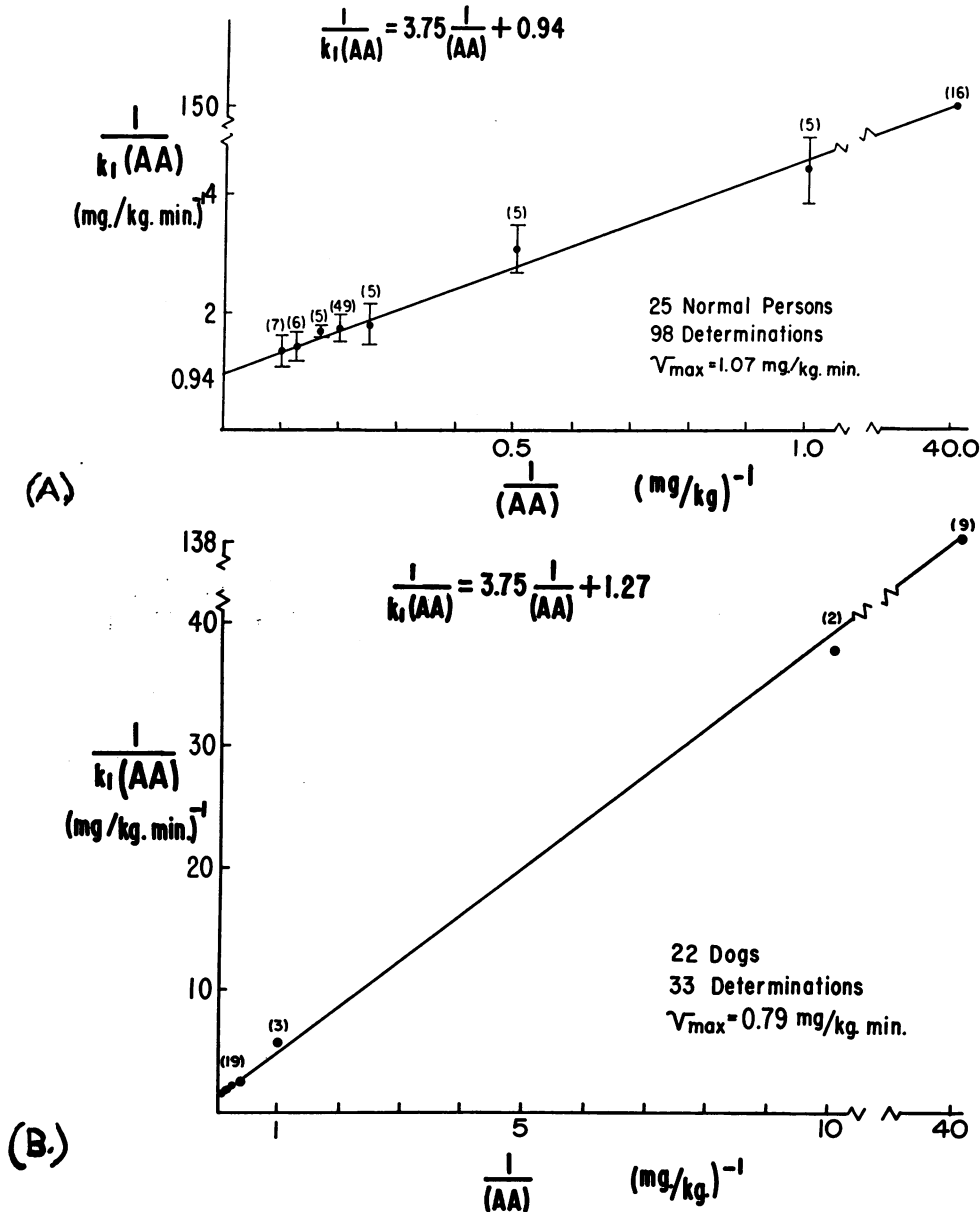 1/k₁(AA) = 3.75 1/(AA) + 0.94
150
1/k₁(AA)
(mg./kg. min.)⁻¹
4
2
0.94
(7)
(6)
(5)
(49)
(5)
(5)
(5)
(16)
25 Normal Persons
98 Determinations
Vmax = 1.07 mg/kg. min.
0.5
1.0
40.0
(A)
1/(AA) (mg/kg)⁻¹
138
(9)
1/k₁(AA) = 3.75 1/(AA) + 1.27
40
(2)
30
1/k₁(AA)
(mg/kg. min.)⁻¹
20
10
22 Dogs
33 Determinations
Vmax = 0.79 mg/kg. min.
(3)
(19)
1
5
10
40
(B.)
1/(AA) (mg./kg.)⁻¹